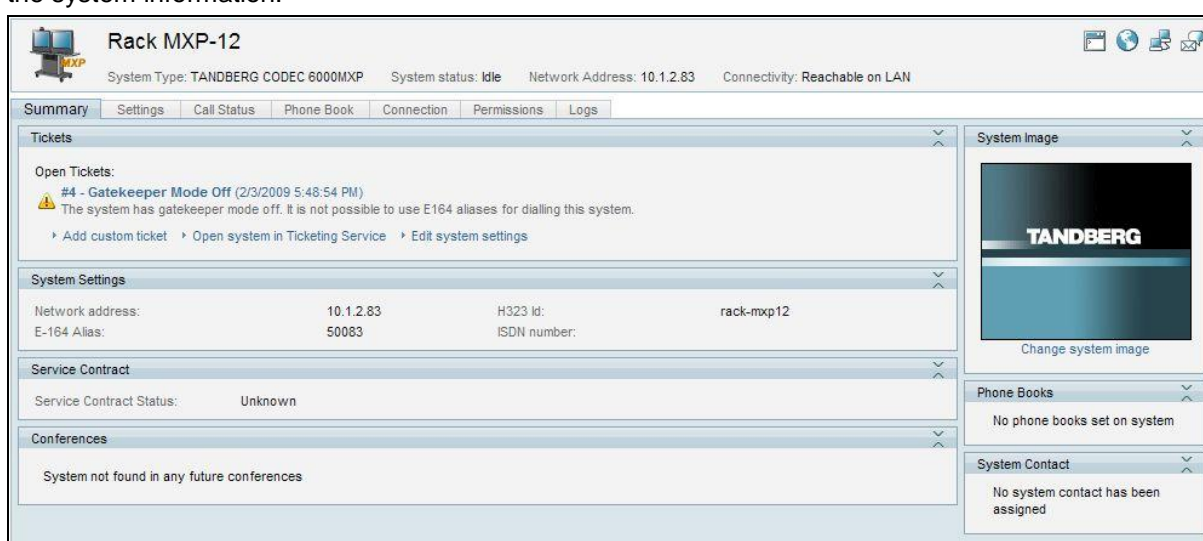 the system information.
MXP
Rack MXP-12
System Type: TANDBERG CODEC 6000MXP System status: Idle Network Address: 10.1.2.83 Connectivity: Reachable on LAN
Summary Settings Call Status Phone Book Connection Permissions Logs
Tickets
Open Tickets:
#4 - Gatekeeper Mode Off (2/3/2009 5:48:54 PM)
The system has gatekeeper mode off. It is not possible to use E164 aliases for dialling this system.
Add custom ticket Open system in Ticketing Service Edit system settings
System Settings
Network address: 10.1.2.83 H323 Id: rack-mxp12
E-164 Alias: 50083 ISDN number:
Service Contract
Service Contract Status: Unknown
Conferences
System not found in any future conferences
System Image
TANDBERG
Change system image
Phone Books
No phone books set on system
System Contact
No system contact has been
assigned